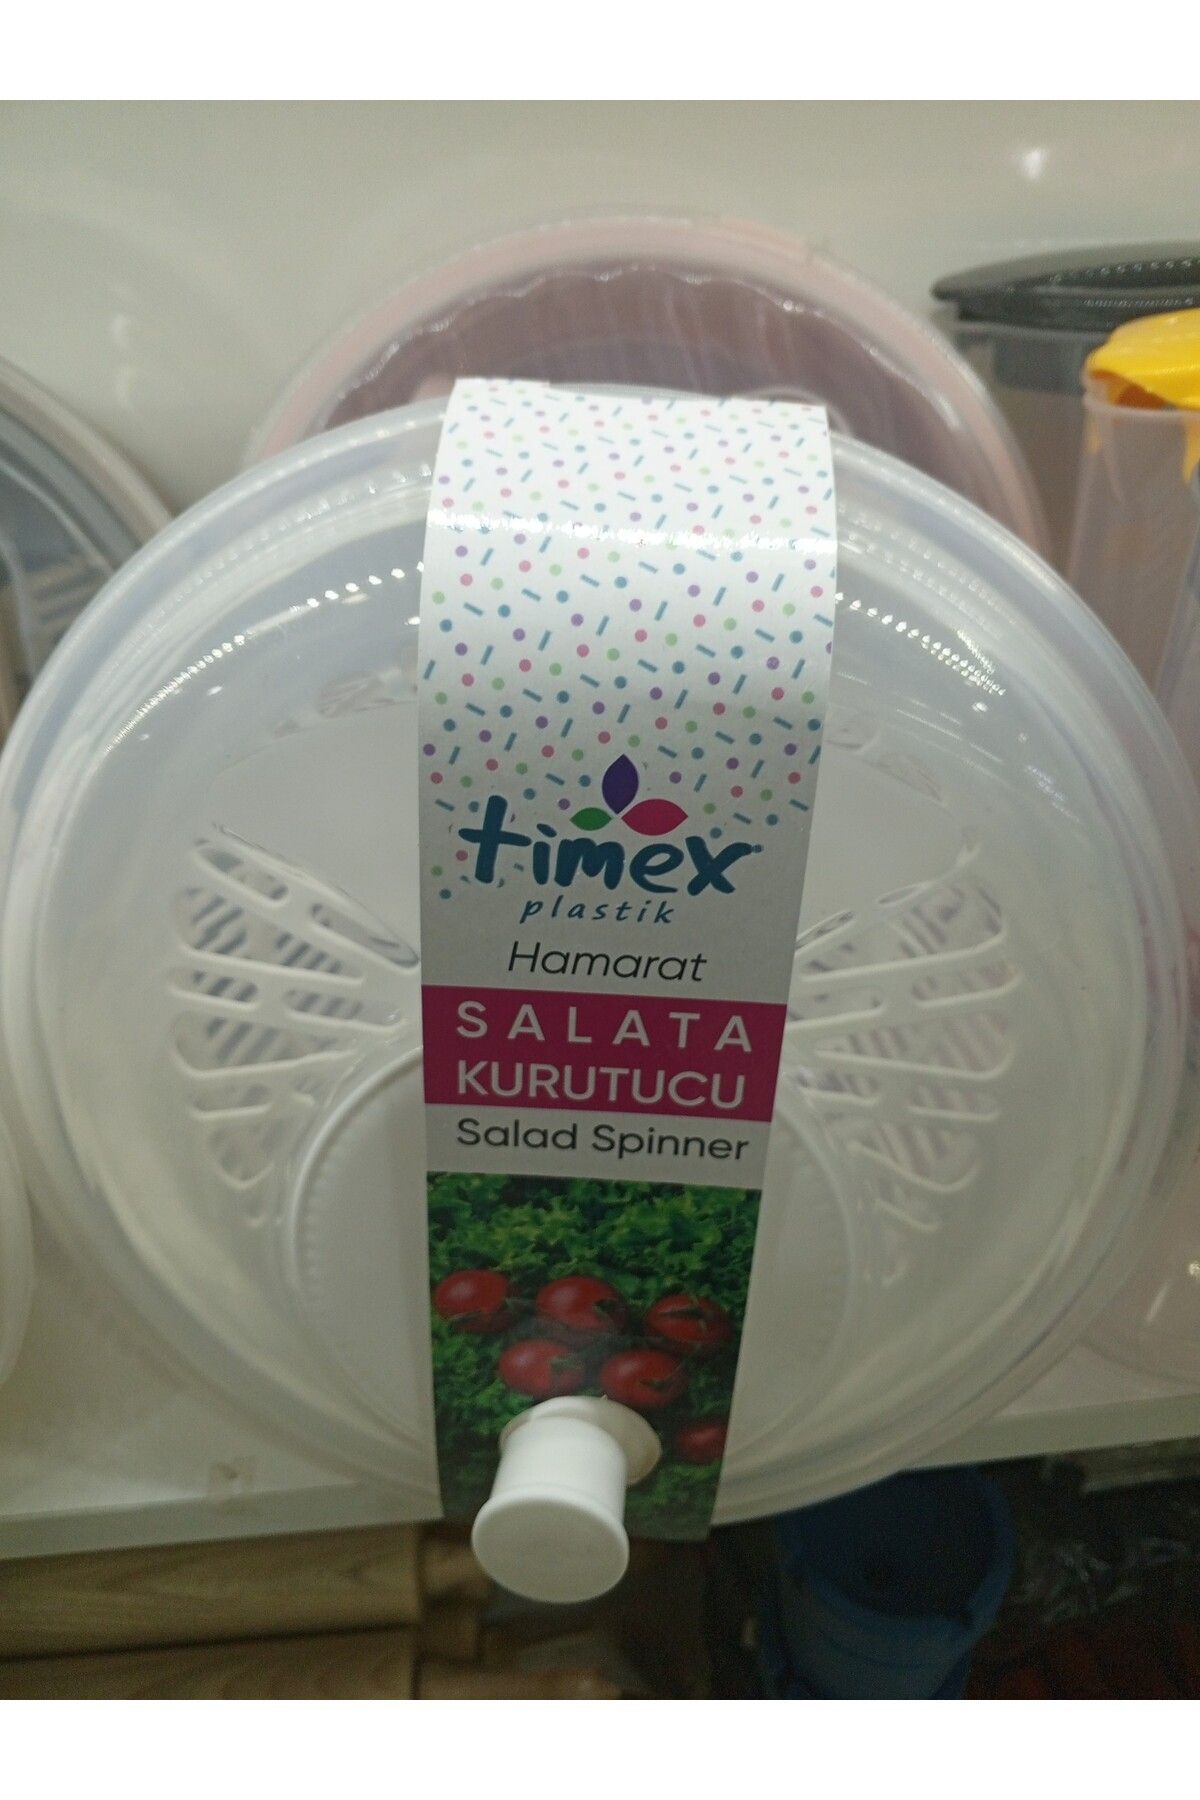 timex
plastik
Hamarat
SALATA
KURUTUCU
Salad Spinner